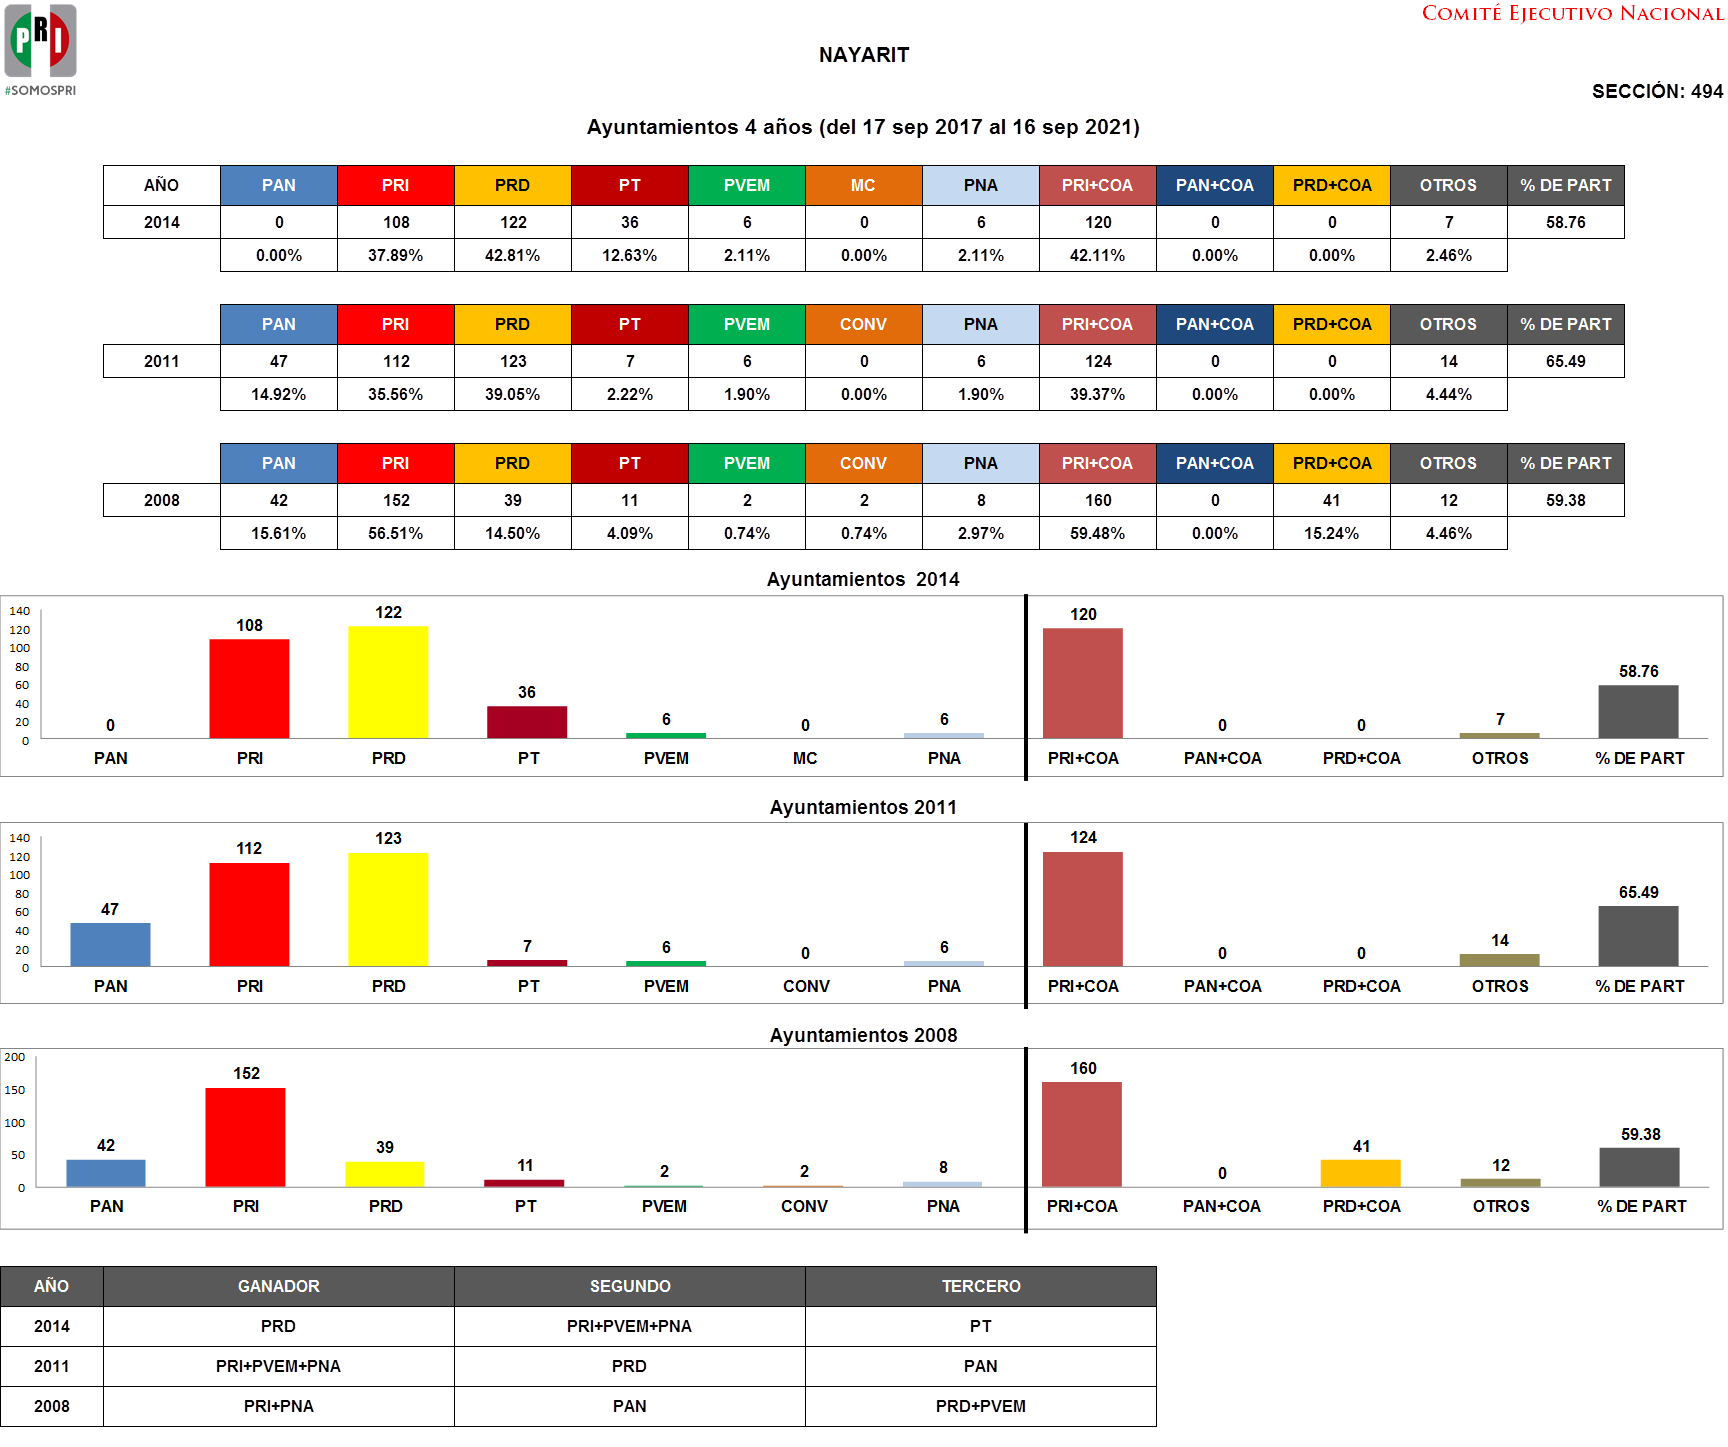 COMITÉ EJECUTIVO NACIONAL
PRI
#SOMOSPRI
NAYARIT
SECCIÓN: 494
Ayuntamientos 4 años (del 17 sep 2017 al 16 sep 2021)
AÑO PAN PRI PRD PT PVEM MC PNA PRI+COA PAN+COA PRD+COA OTROS % DE PART
2014 0 108 122 36 6 0 6 120 0 0 7 58.76
0.00% 37.89% 42.81% 12.63% 2.11% 0.00% 2.11% 42.11% 0.00% 0.00% 2.46%
PAN PRI PRD PT PVEM CONV PNA PRI+COA PAN+COA PRD+COA OTROS % DE PART
2011 47 112 123 7 6 0 6 124 0 0 14 65.49
14.92% 35.56% 39.05% 2.22% 1.90% 0.00% 1.90% 39.37% 0.00% 0.00% 4.44%
PAN PRI PRD PT PVEM CONV PNA PRI+COA PAN+COA PRD+COA OTROS % DE PART
2008 42 152 39 11 2 2 8 160 0 41 12 59.38
15.61% 56.51% 14.50% 4.09% 0.74% 0.74% 2.97% 59.48% 0.00% 15.24% 4.46%
Ayuntamientos 2014
140
120
100
80
60
40
20
0
0 108 122 36 6 0 6 120 0 0 7 58.76
PAN PRI PRD PT PVEM MC PNA PRI+COA PAN+COA PRD+COA OTROS % DE PART
Ayuntamientos 2011
140
120
100
80
60
40
20
0
47 112 123 7 6 0 6 124 0 0 14 65.49
PAN PRI PRD PT PVEM CONV PNA PRI+COA PAN+COA PRD+COA OTROS % DE PART
Ayuntamientos 2008
200
150
100
50
0
42 152 39 11 2 2 8 160 0 41 12 59.38
PAN PRI PRD PT PVEM CONV PNA PRI+COA PAN+COA PRD+COA OTROS % DE PART
AÑO GANADOR SEGUNDO TERCERO
2014 PRD PRI+PVEM+PNA PT
2011 PRI+PVEM+PNA PRD PAN
2008 PRI+PNA PAN PRD+PVEM